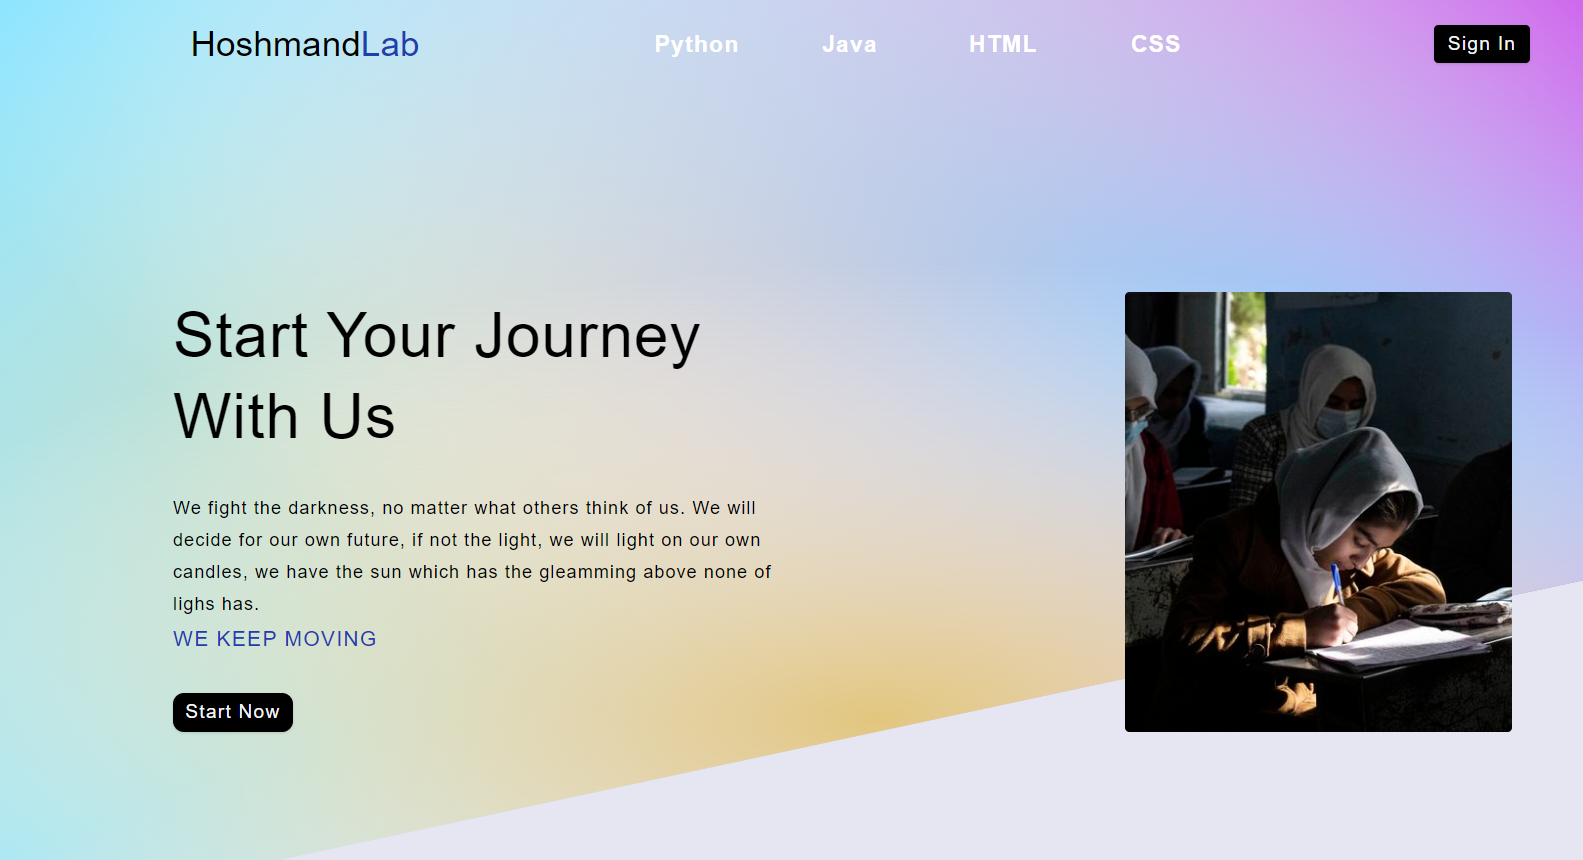 HoshmandLab
Python
Java
HTML
CSS
Sign In
Start Your Journey
With Us
We fight the darkness, no matter what others think of us. We will
decide for our own future, if not the light, we will light on our own
candles, we have the sun which has the gleamming above none of
lighs has.
WE KEEP MOVING
Start Now